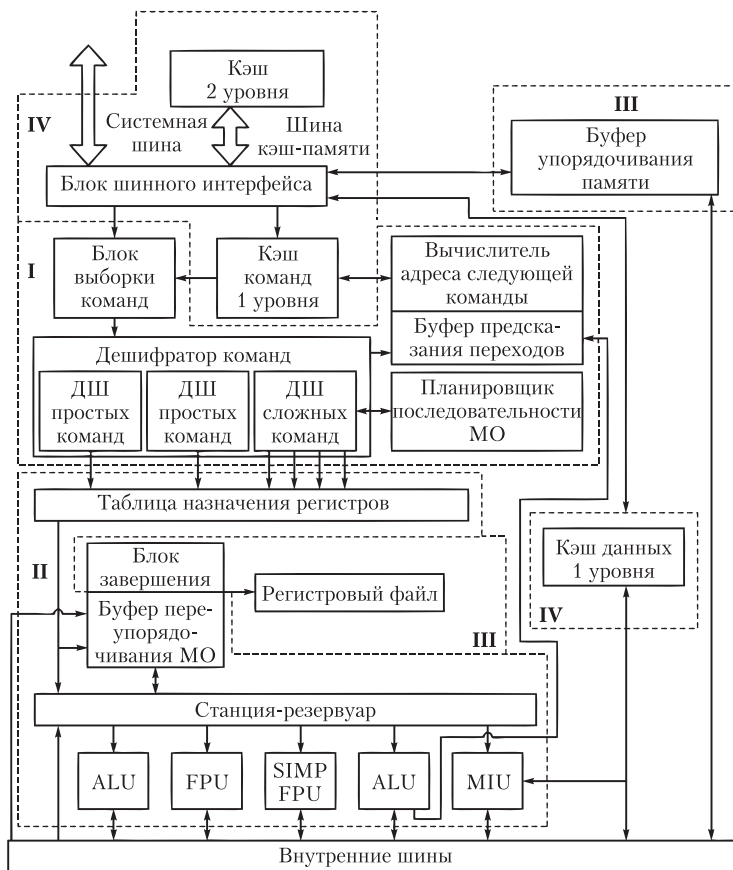 Кэш
2 уровня
III
IV
Системная
шина
Шина
кэш-памяти
Буфер
упорядочивания
памяти
Блок шинного интерфейса
I
Блок
выборки
команд
Кэш
команд
1 уровня
Вычислитель
адреса следующей
команды
Буфер предска-
зания переходов
Дешифратор команд
ДШ
простых
команд
ДШ
простых
команд
ДШ
сложных
команд
Планировщик
последовательности
МО
Таблица назначения регистров
II
Блок
завершения
Буфер пере-
упорядо-
чивания МО
Регистровый файл
III
Кэш данных
1 уровня
IV
Станция-резервуар
ALU
FPU
SIMP
FPU
ALU
MIU
Внутренние шины